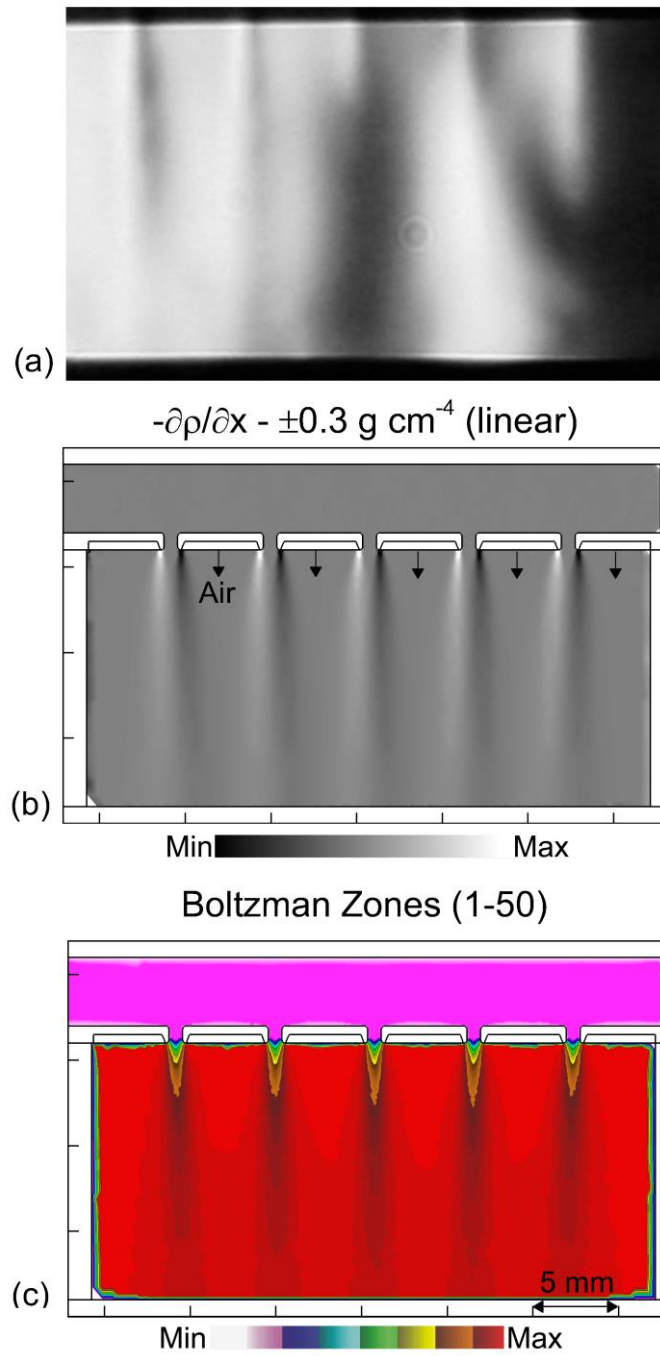 (a)
-∂ρ/∂x - ±0.3 g cm-4 (linear)
Air
(b)
Min Max
Boltzman Zones (1-50)
5 mm
(c)
Min Max